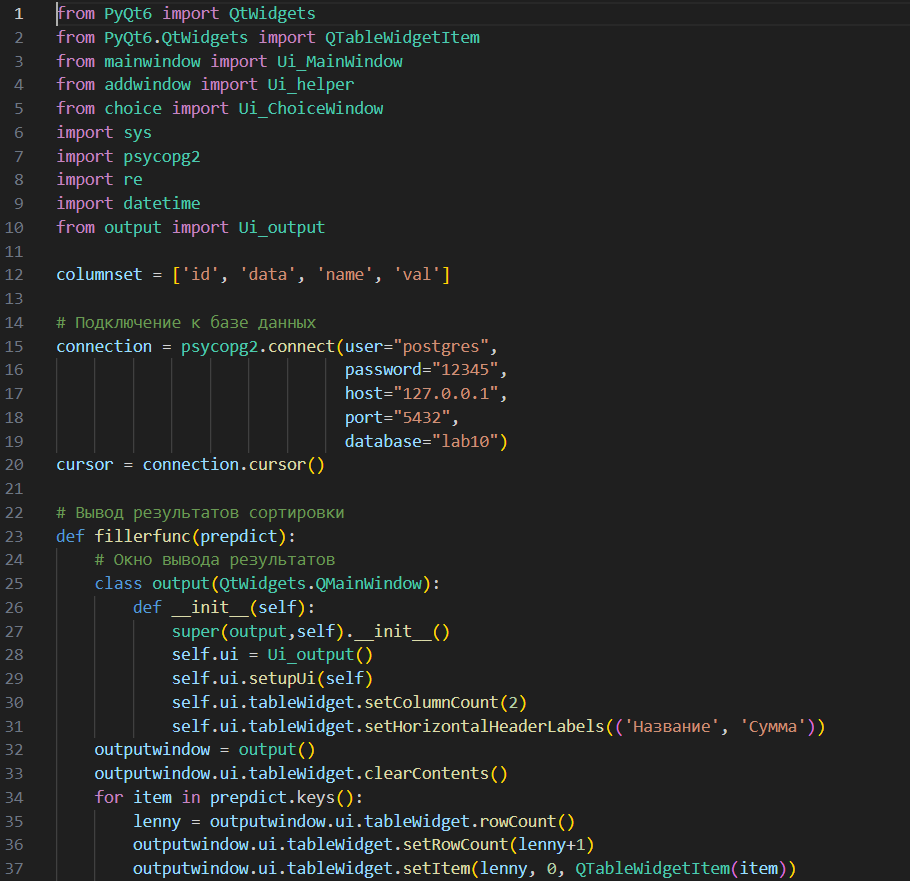 1 from PyQt6 import QtWidgets
2 from PyQt6.QtWidgets import QTableWidgetItem
3 from mainwindow import Ui_MainWindow
4 from addwindow import Ui_helper
5 from choice import Ui_ChoiceWindow
6 import sys
7 import psycopg2
8 import re
9 import datetime
10 from output import Ui_output
11
12 columnset = ['id', 'data', 'name', 'val']
13
14 # Подключение к базе данных
15 connection = psycopg2.connect(user="postgres",
16                               password="12345",
17                               host="127.0.0.1",
18                               port="5432",
19                               database="lab10")
20 cursor = connection.cursor()
21
22 # Вывод результатов сортировки
23 def fillerfunc(prepdict):
24     # Окно вывода результатов
25     class output(QtWidgets.QMainWindow):
26         def __init__(self):
27             super(output,self).__init__()
28             self.ui = Ui_output()
29             self.ui.setupUi(self)
30             self.ui.tableWidget.setColumnCount(2)
31             self.ui.tableWidget.setHorizontalHeaderLabels(('Название', 'Сумма'))
32     outputwindow = output()
33     outputwindow.ui.tableWidget.clearContents()
34     for item in prepdict.keys():
35         lenny = outputwindow.ui.tableWidget.rowCount()
36         outputwindow.ui.tableWidget.setRowCount(lenny+1)
37         outputwindow.ui.tableWidget.setItem(lenny, 0, QTableWidgetItem(item))